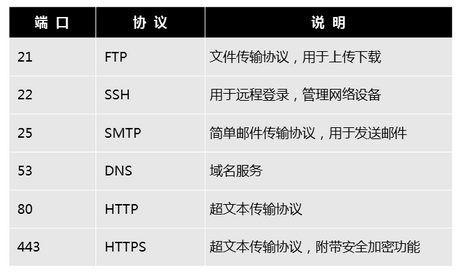 端 口 协 议 说 明
21 FTP 文件传输协议，用于上传下载
22 SSH 用于远程登录，管理网络设备
25 SMTP 简单邮件传输协议，用于发送邮件
53 DNS 域名服务
80 HTTP 超文本传输协议
443 HTTPS 超文本传输协议，附带安全加密功能